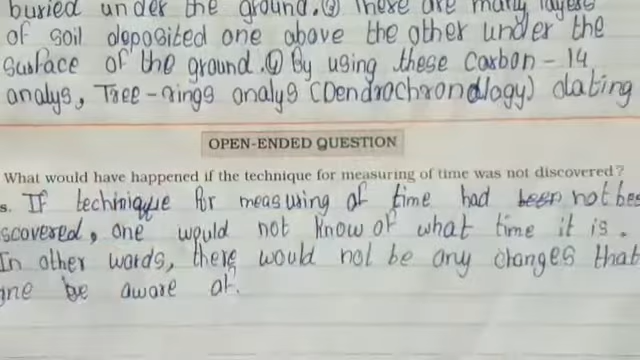 buried under the ground. ③ These are many layers
of soil deposited one above the other under the
surface of the ground. ④ By using these Carbon - 14
analys, Tree - rings analys (Dendrochronology) dating
OPEN-ENDED QUESTION
What would have happened if the technique for measuring of time was not discovered?
s. If technique for measuring of time had been not bes
scovered, one would not know of what time it is.
In other words, there would not be any changes that
one be aware of.